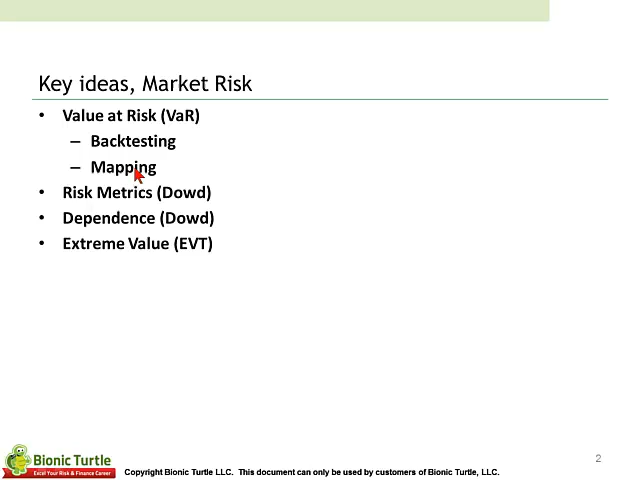 Key ideas, Market Risk
• Value at Risk (VaR)
– Backtesting
– Mapping
• Risk Metrics (Dowd)
• Dependence (Dowd)
• Extreme Value (EVT)
2
Bionic Turtle
Excel Your Risk & Finance Career
Copyright Bionic Turtle LLC. This document can only be used by customers of Bionic Turtle, LLC.